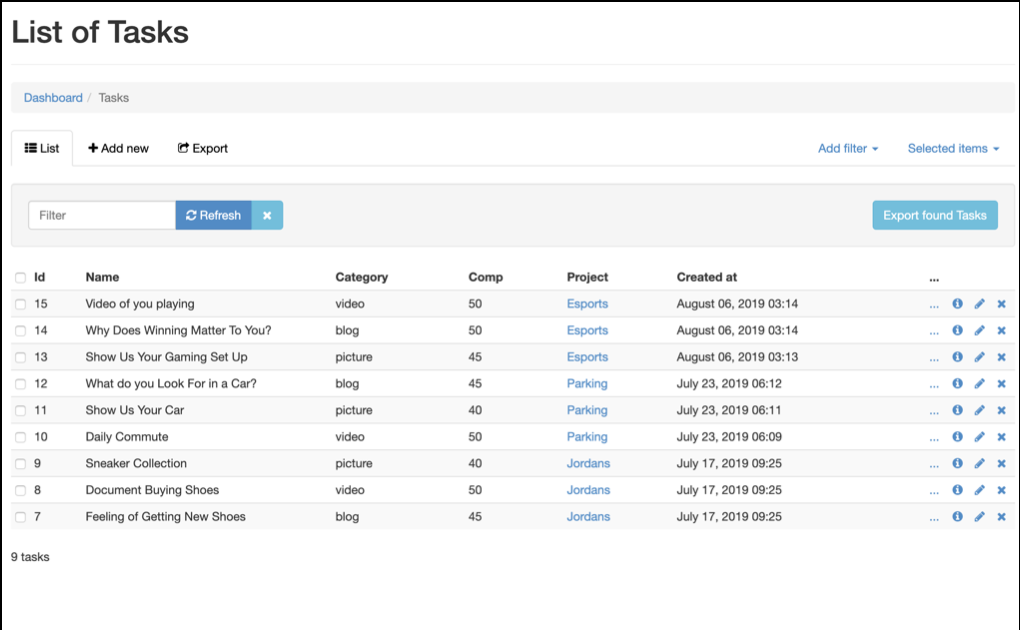 List of Tasks
Dashboard / Tasks
List Add new Export Add filter Selected items
Filter Refresh Export found Tasks
Id Name Category Comp Project Created at ...
15 Video of you playing video 50 Esports August 06, 2019 03:14 ...
14 Why Does Winning Matter To You? blog 50 Esports August 06, 2019 03:14 ...
13 Show Us Your Gaming Set Up picture 45 Esports August 06, 2019 03:13 ...
12 What do you Look For in a Car? blog 45 Parking July 23, 2019 06:12 ...
11 Show Us Your Car picture 40 Parking July 23, 2019 06:11 ...
10 Daily Commute video 50 Parking July 23, 2019 06:09 ...
9 Sneaker Collection picture 40 Jordans July 17, 2019 09:25 ...
8 Document Buying Shoes video 50 Jordans July 17, 2019 09:25 ...
7 Feeling of Getting New Shoes blog 45 Jordans July 17, 2019 09:25 ...
9 tasks